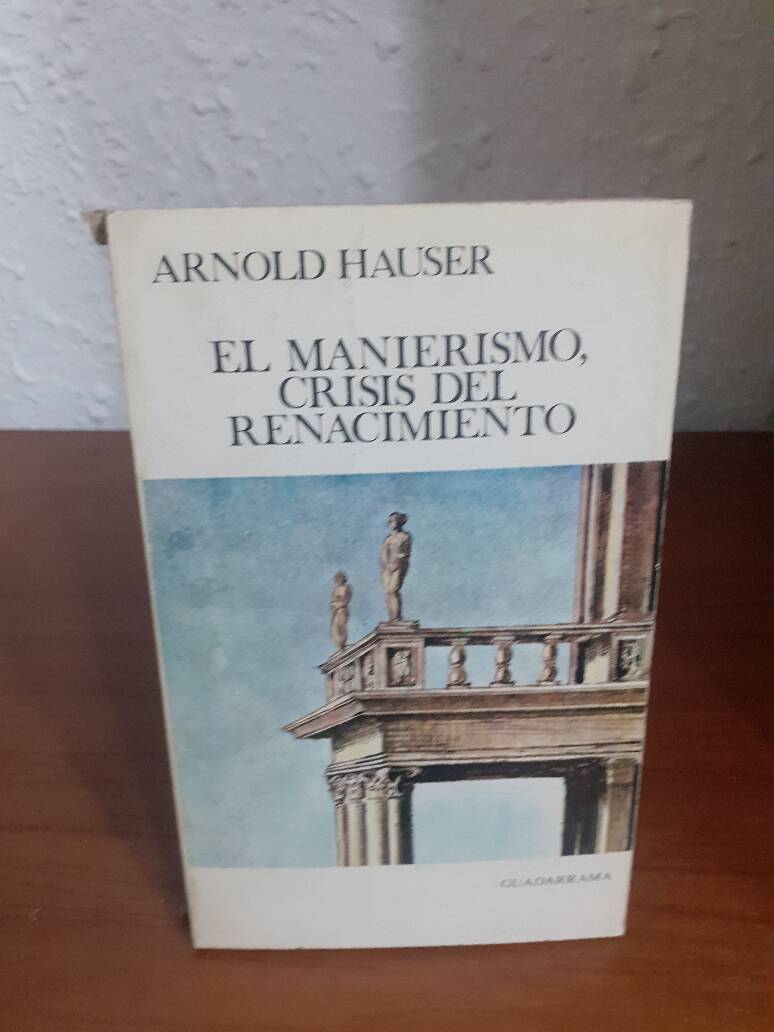 ARNOLD HAUSER
EL MANIERISMO,
CRISIS DEL
RENACIMIENTO
GUADARRAMA